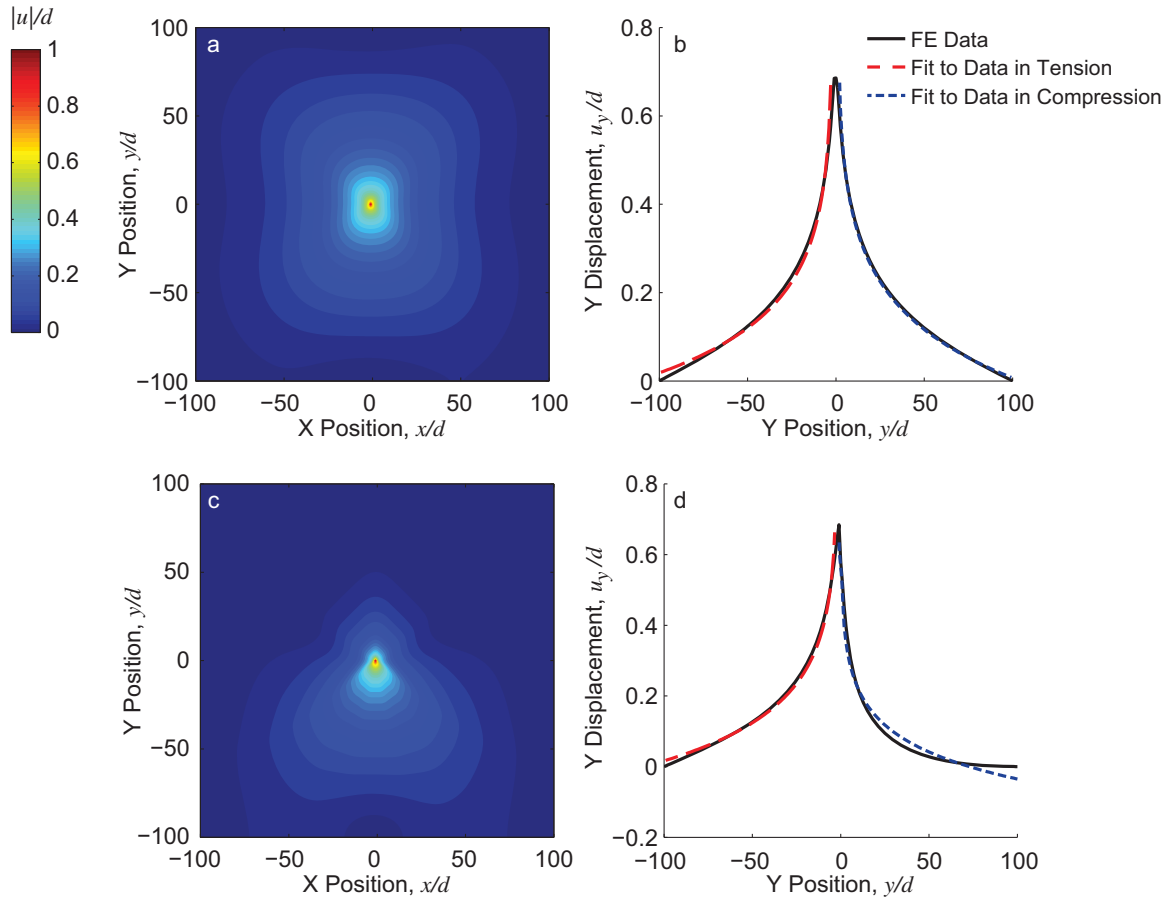 |u|/d
1
0.8
0.6
0.4
0.2
0
a
100
50
0
−50
−100
Y Position, y/d
−100 −50 0 50 100
X Position, x/d
b
0.8
0.6
0.4
0.2
0
Y Displacement, u_y/d
FE Data
Fit to Data in Tension
Fit to Data in Compression
−100 −50 0 50 100
Y Position, y/d
c
100
50
0
−50
−100
Y Position, y/d
−100 −50 0 50 100
X Position, x/d
d
0.8
0.6
0.4
0.2
0
−0.2
Y Displacement, u_y/d
−100 −50 0 50 100
Y Position, y/d